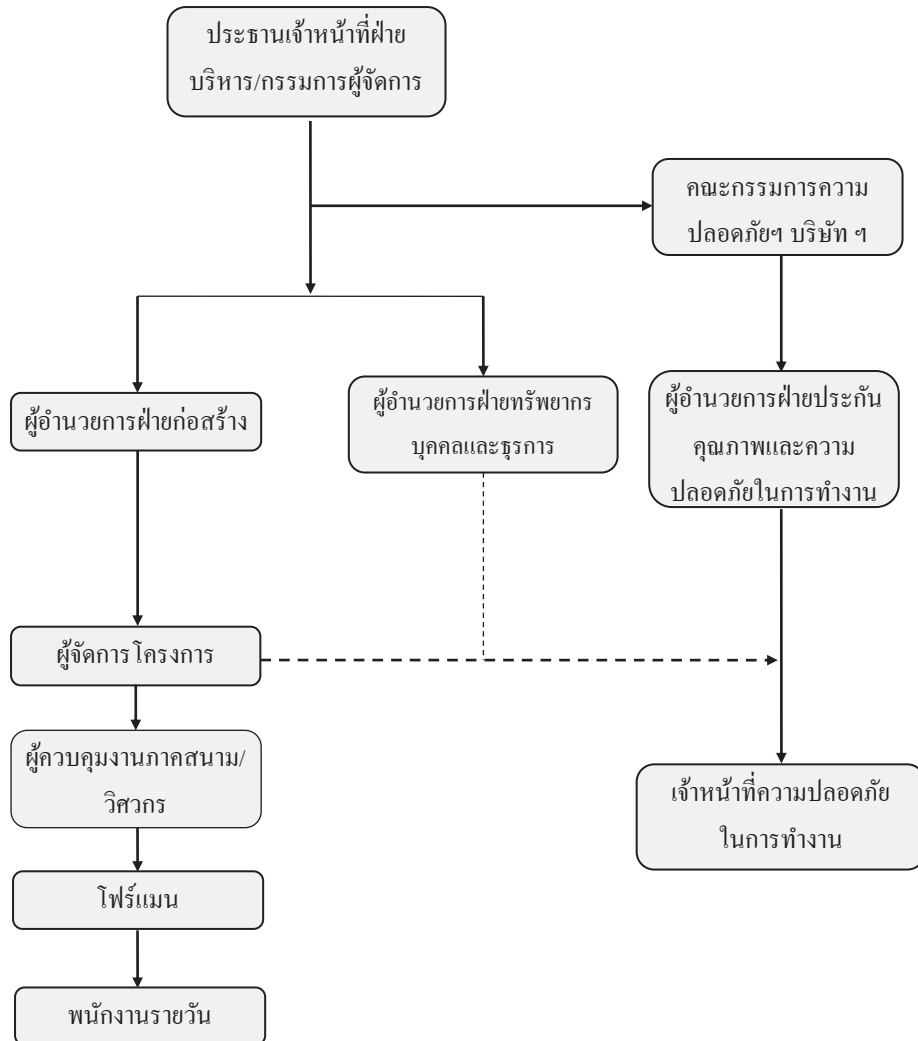 ประธานเจ้าหน้าที่ฝ่าย
บริหาร/กรรมการผู้จัดการ
คณะกรรมการความ
ปลอดภัยฯ บริษัท ฯ
ผู้อำนวยการฝ่ายก่อสร้าง
ผู้อำนวยการฝ่ายทรัพยากร
บุคคลและธุรการ
ผู้อำนวยการฝ่ายประกัน
คุณภาพและความ
ปลอดภัยในการทำงาน
ผู้จัดการโครงการ
ผู้ควบคุมงานภาคสนาม/
วิศวกร
เจ้าหน้าที่ความปลอดภัย
ในการทำงาน
โฟร์แมน
พนักงานรายวัน